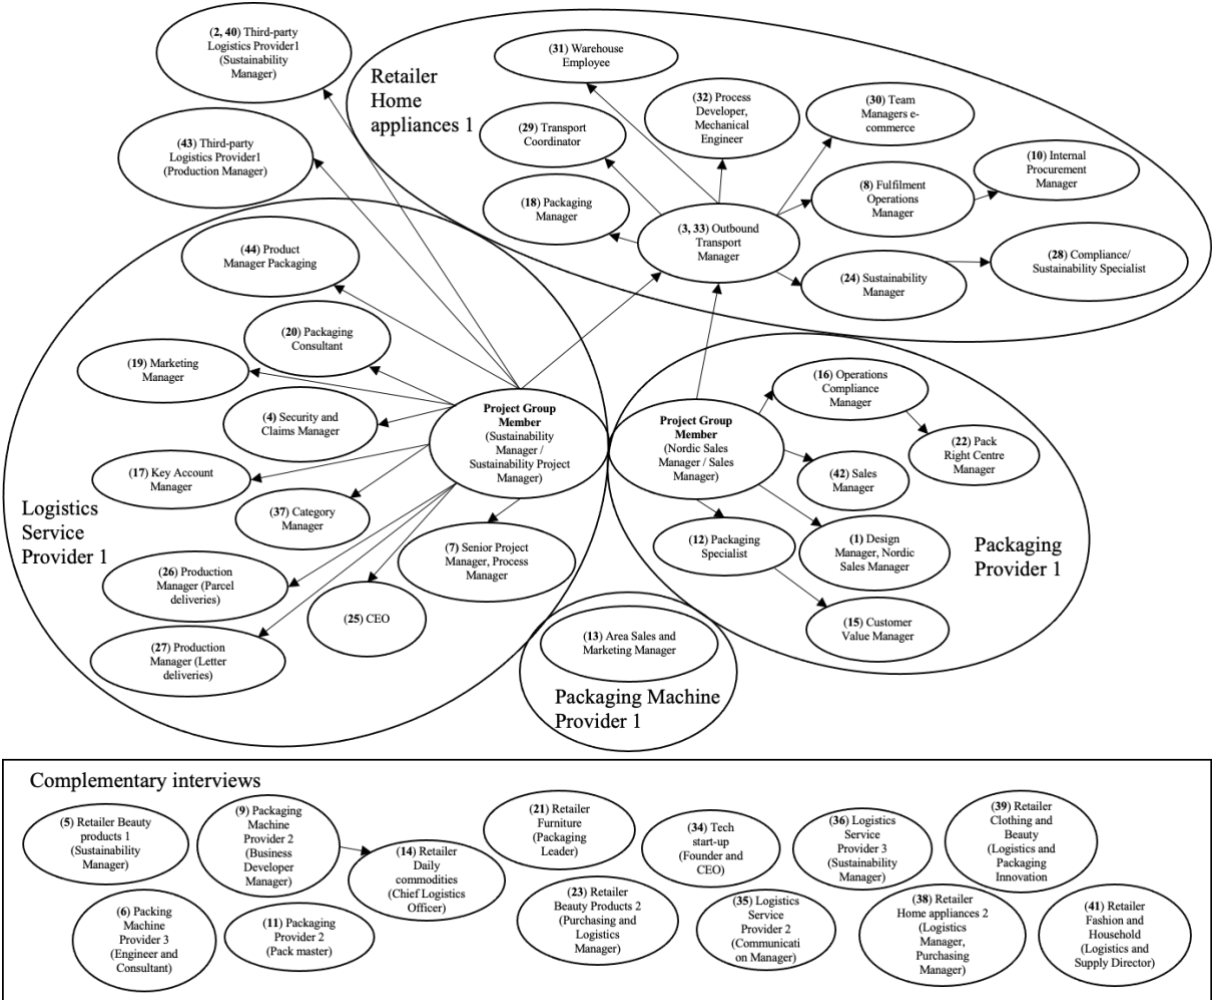 (2, 40) Third-party
Logistics Provider1
(Sustainability
Manager)
(43) Third-party
Logistics Provider1
(Production Manager)
Retailer
Home
appliances 1
(31) Warehouse
Employee
(29) Transport
Coordinator
(18) Packaging
Manager
(32) Process
Developer,
Mechanical
Engineer
(30) Team
Managers e-
commerce
(8) Fulfilment
Operations
Manager
(10) Internal
Procurement
Manager
(3, 33) Outbound
Transport
Manager
(24) Sustainability
Manager
(28) Compliance/
Sustainability Specialist
(44) Product
Manager Packaging
(20) Packaging
Consultant
(19) Marketing
Manager
(4) Security and
Claims Manager
(17) Key Account
Manager
(37) Category
Manager
Logistics
Service
Provider 1
(26) Production
Manager (Parcel
deliveries)
(27) Production
Manager (Letter
deliveries)
(25) CEO
(7) Senior Project
Manager, Process
Manager
Project Group
Member
(Sustainability
Manager /
Sustainability Project
Manager)
Project Group
Member
(Nordic Sales
Manager / Sales
Manager)
(16) Operations
Compliance
Manager
(22) Pack
Right Centre
Manager
(42) Sales
Manager
(12) Packaging
Specialist
(1) Design
Manager, Nordic
Sales Manager
(15) Customer
Value Manager
Packaging
Provider 1
(13) Area Sales and
Marketing Manager
Packaging Machine
Provider 1
Complementary interviews
(5) Retailer Beauty
products 1
(Sustainability
Manager)
(9) Packaging
Machine
Provider 2
(Business
Developer
Manager)
(14) Retailer
Daily
commodities
(Chief Logistics
Officer)
(21) Retailer
Furniture
(Packaging
Leader)
(34) Tech
start-up
(Founder and
CEO)
(36) Logistics
Service
Provider 3
(Sustainability
Manager)
(39) Retailer
Clothing and
Beauty
(Logistics and
Packaging
Innovation
(6) Packing
Machine
Provider 3
(Engineer and
Consultant)
(11) Packaging
Provider 2
(Pack master)
(23) Retailer
Beauty Products 2
(Purchasing and
Logistics
Manager)
(35) Logistics
Service
Provider 2
(Communicati
on Manager)
(38) Retailer
Home appliances 2
(Logistics
Manager,
Purchasing
Manager)
(41) Retailer
Fashion and
Household
(Logistics and
Supply Director)